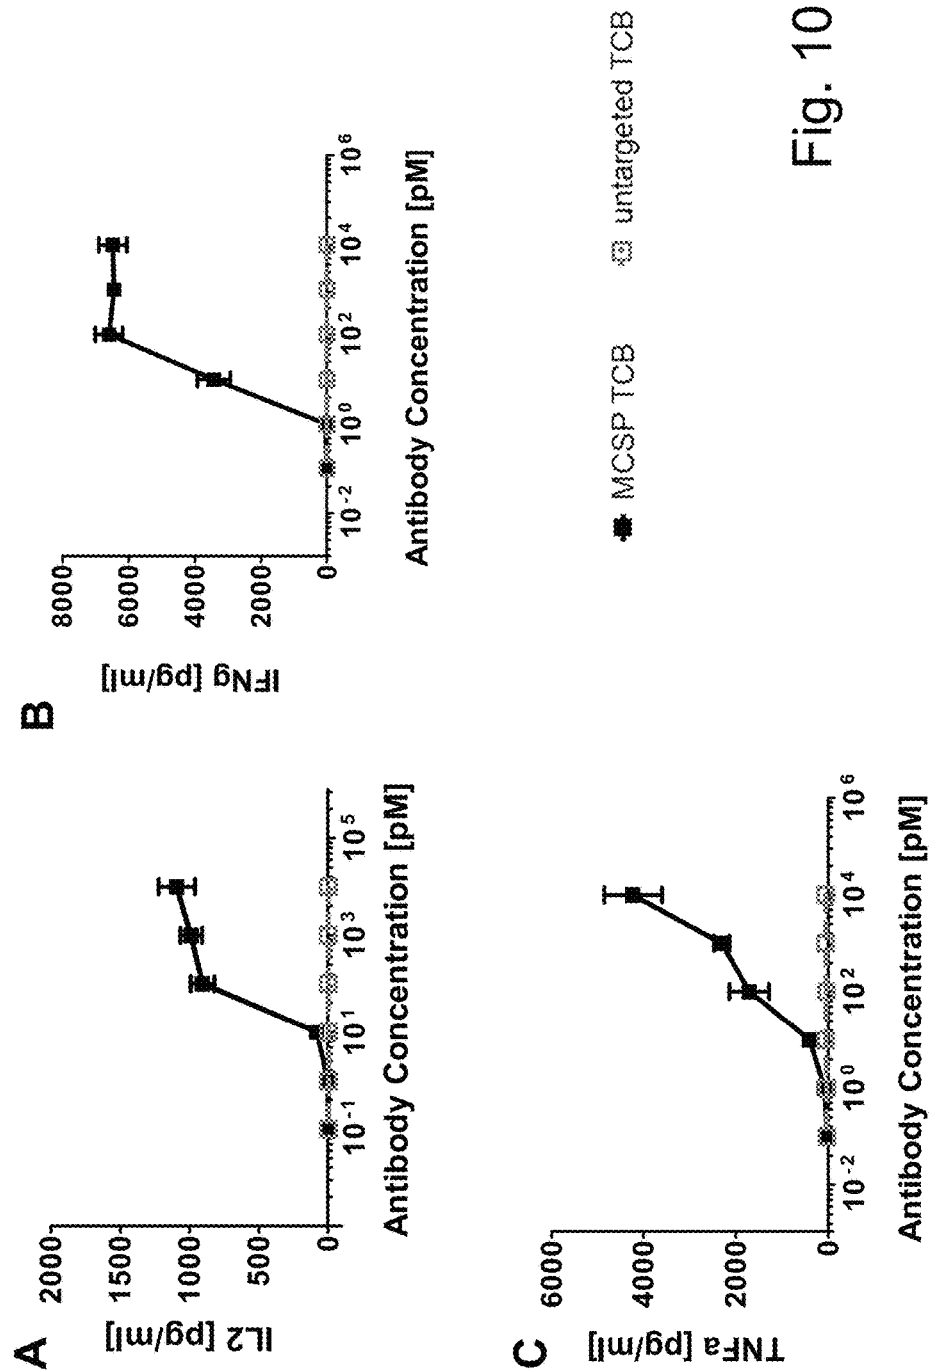 A
IL2 [pg/ml]
2000
1500
1000
500
0
10-1
101
103
105
Antibody Concentration [pM]
B
IFNg [pg/ml]
8000
6000
4000
2000
0
10-2
100
102
104
106
Antibody Concentration [pM]
C
TNFa [pg/ml]
6000
4000
2000
0
10-2
100
102
104
106
Antibody Concentration [pM]
MCSP TCB
untargeted TCB
Fig. 10